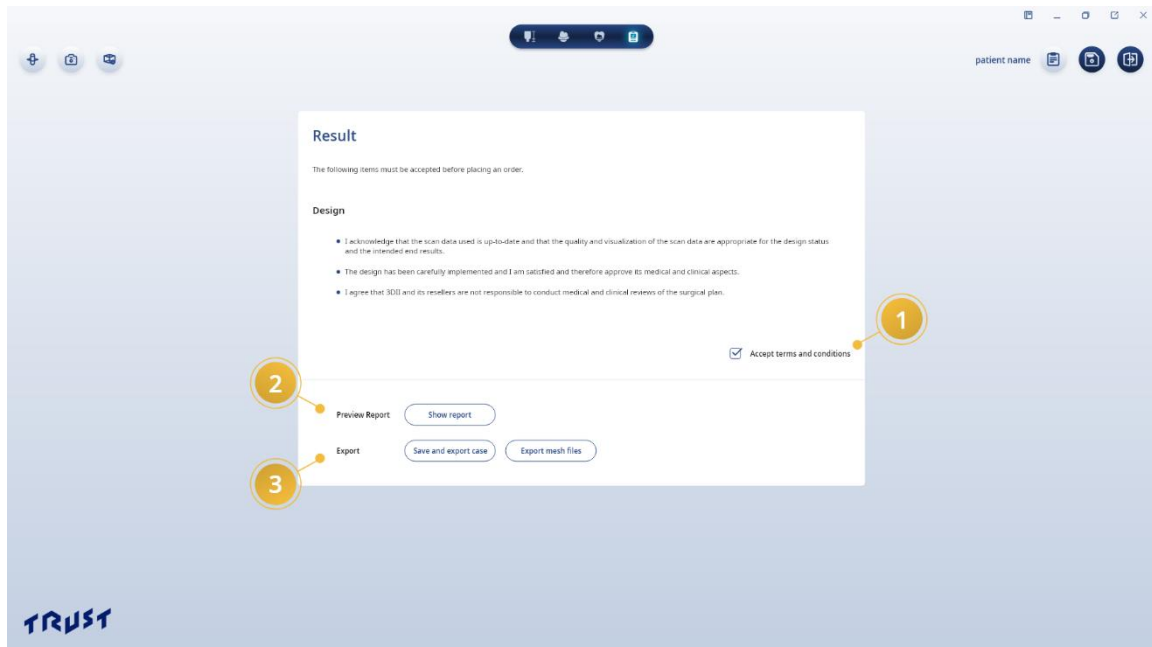 patient name
Result
The following items must be accepted before placing an order.
Design
I acknowledge that the scan data used is up-to-date and that the quality and visualization of the scan data are appropriate for the design status
and the intended end results.
The design has been carefully implemented and I am satisfied and therefore approve its medical and clinical aspects.
I agree that 3DII and its resellers are not responsible to conduct medical and clinical reviews of the surgical plan.
1
Accept terms and conditions
2
Preview Report Show report
Export Save and export case Export mesh files
3
TRUST